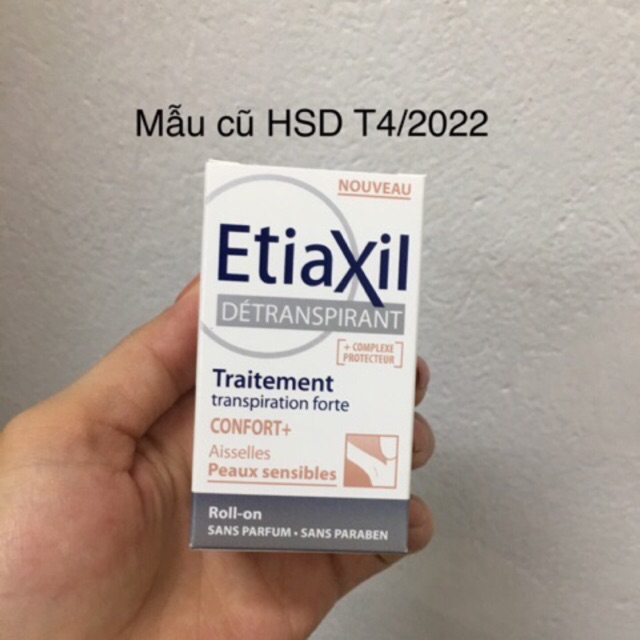 Mẫu cũ HSD T4/2022
NOUVEAU
EtiaXil
DÉTRANSPIRANT
+ COMPLEXE
PROTECTEUR
Traitement
transpiration forte
CONFORT+
Aisselles
Peaux sensibles
Roll-on
SANS PARFUM • SANS PARABEN